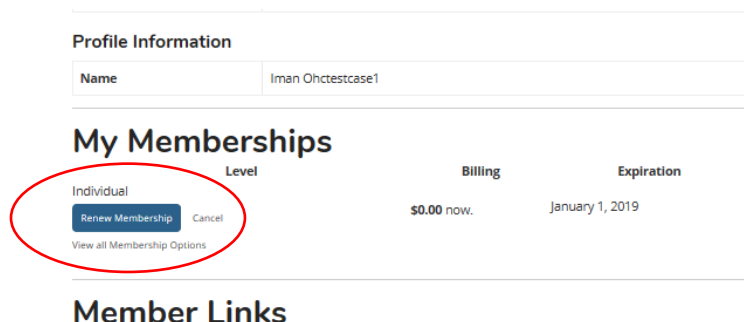 Profile Information
Name Iman Ohctestcase1
My Memberships
Level Billing Expiration
Individual
Renew Membership Cancel $0.00 now. January 1, 2019
View all Membership Options
Member Links